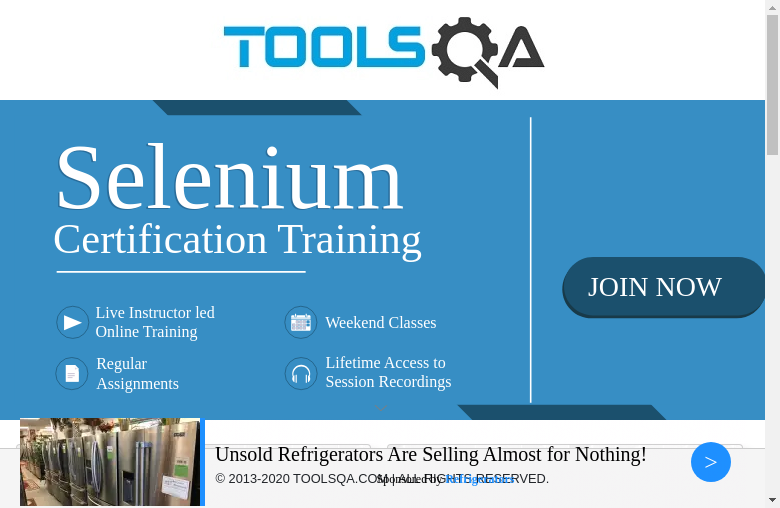 TOOLSQA
Selenium
Certification Training
JOIN NOW
Live Instructor led
Online Training
Weekend Classes
Regular
Assignments
Lifetime Access to
Session Recordings
Unsold Refrigerators Are Selling Almost for Nothing!
>
© 2013-2020 TOOLSQA.COM | ALL RIGHTS RESERVED.
Sponsored by